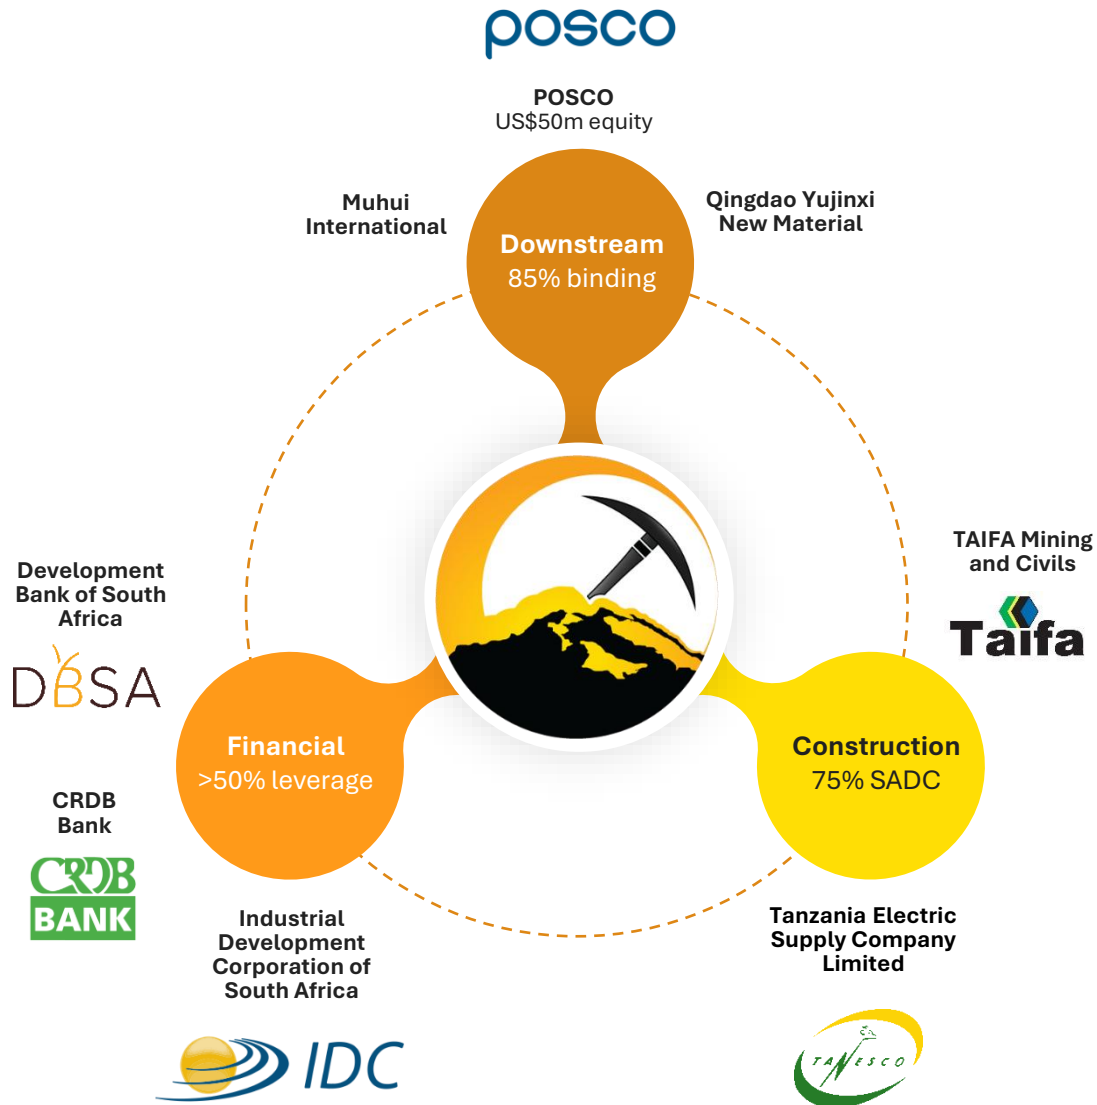 posco
POSCO
US$50m equity
Muhui
International
Qingdao Yujinxi
New Material
Downstream
85% binding
TAIFA Mining
and Civils
Taifa
Development
Bank of South
Africa
DBSA
Financial
>50% leverage
Construction
75% SADC
CRDB
Bank
CRDB
BANK
Industrial
Development
Corporation of
South Africa
IDC
Tanzania Electric
Supply Company
Limited
TANESCO